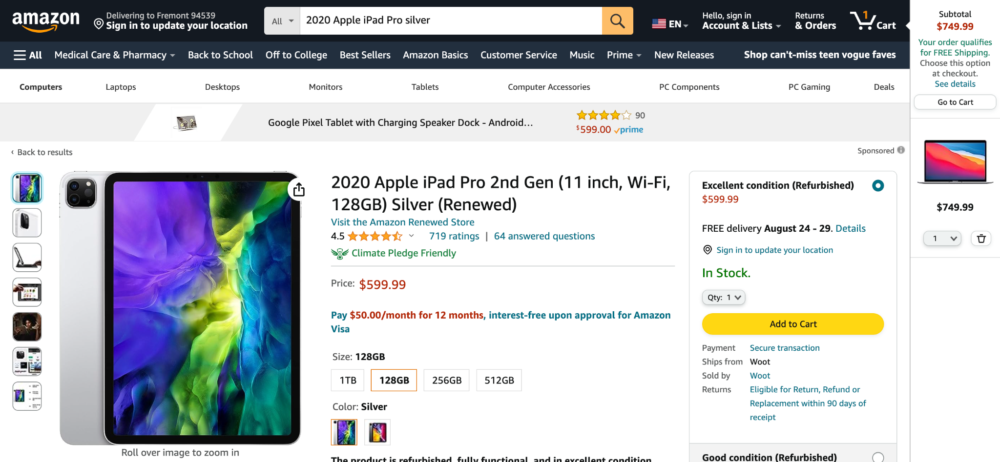 amazon
Delivering to Fremont 94539
Sign in to update your location
All
2020 Apple iPad Pro silver
EN
Hello, sign in
Account & Lists
Returns
& Orders
1
Cart
All
Medical Care & Pharmacy
Back to School
Off to College
Best Sellers
Amazon Basics
Customer Service
Music
Prime
New Releases
Shop can't-miss teen vogue faves
Computers
Laptops
Desktops
Monitors
Tablets
Computer Accessories
PC Components
PC Gaming
Deals
Google Pixel Tablet with Charging Speaker Dock - Android…
90
$599.00 prime
‹ Back to results
Sponsored
Roll over image to zoom in
2020 Apple iPad Pro 2nd Gen (11 inch, Wi-Fi,
128GB) Silver (Renewed)
Visit the Amazon Renewed Store
4.5
719 ratings | 64 answered questions
Climate Pledge Friendly
Price: $599.99
Pay $50.00/month for 12 months, interest-free upon approval for Amazon
Visa
Size: 128GB
1TB
128GB
256GB
512GB
Color: Silver
The product is refurbished, fully functional, and in excellent condition.
Excellent condition (Refurbished)
$599.99
FREE delivery August 24 - 29. Details
Sign in to update your location
In Stock.
Qty: 1
Add to Cart
Payment Secure transaction
Ships from Woot
Sold by Woot
Returns Eligible for Return, Refund or
Replacement within 90 days of
receipt
Good condition (Refurbished)
Subtotal
$749.99
Your order qualifies
for FREE Shipping.
Choose this option
at checkout.
See details
Go to Cart
$749.99
1